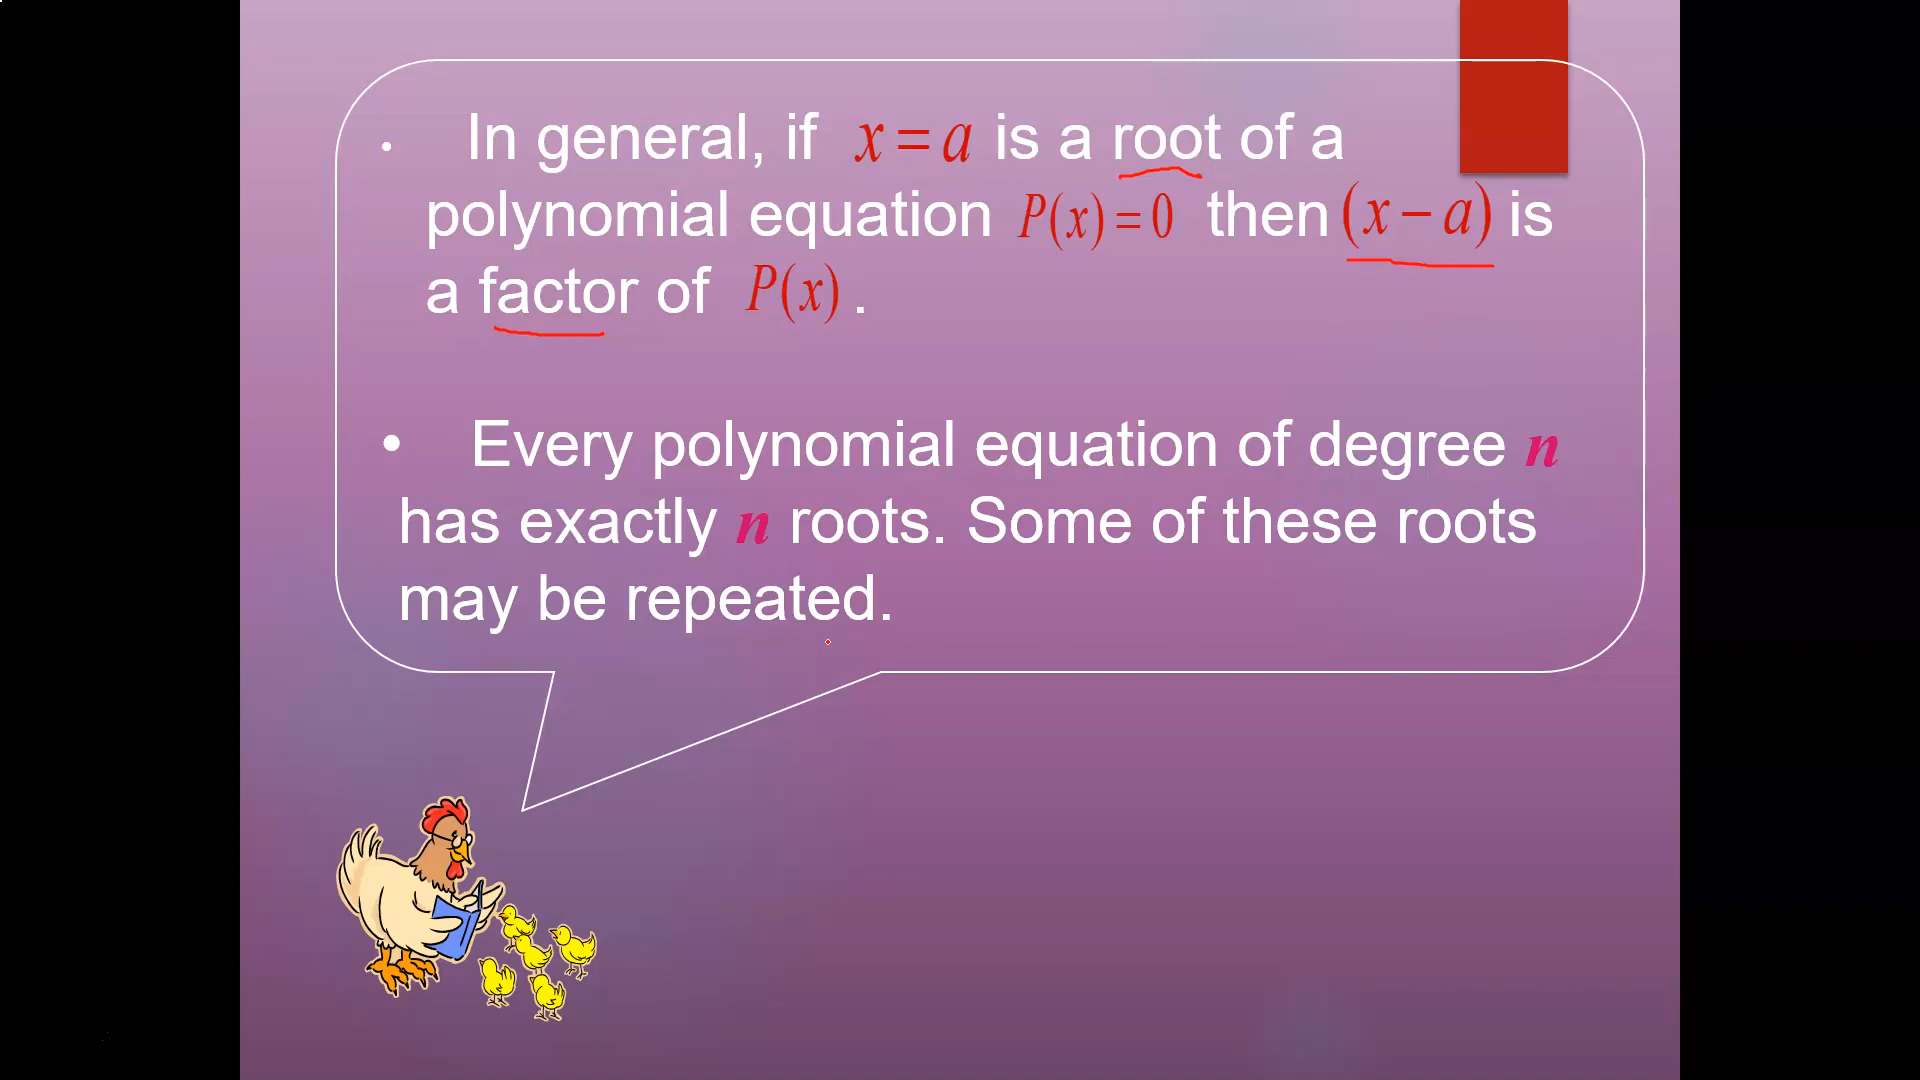 • In general, if x = a is a root of a
polynomial equation P(x) = 0 then (x − a) is
a factor of P(x) .
• Every polynomial equation of degree n
has exactly n roots. Some of these roots
may be repeated.